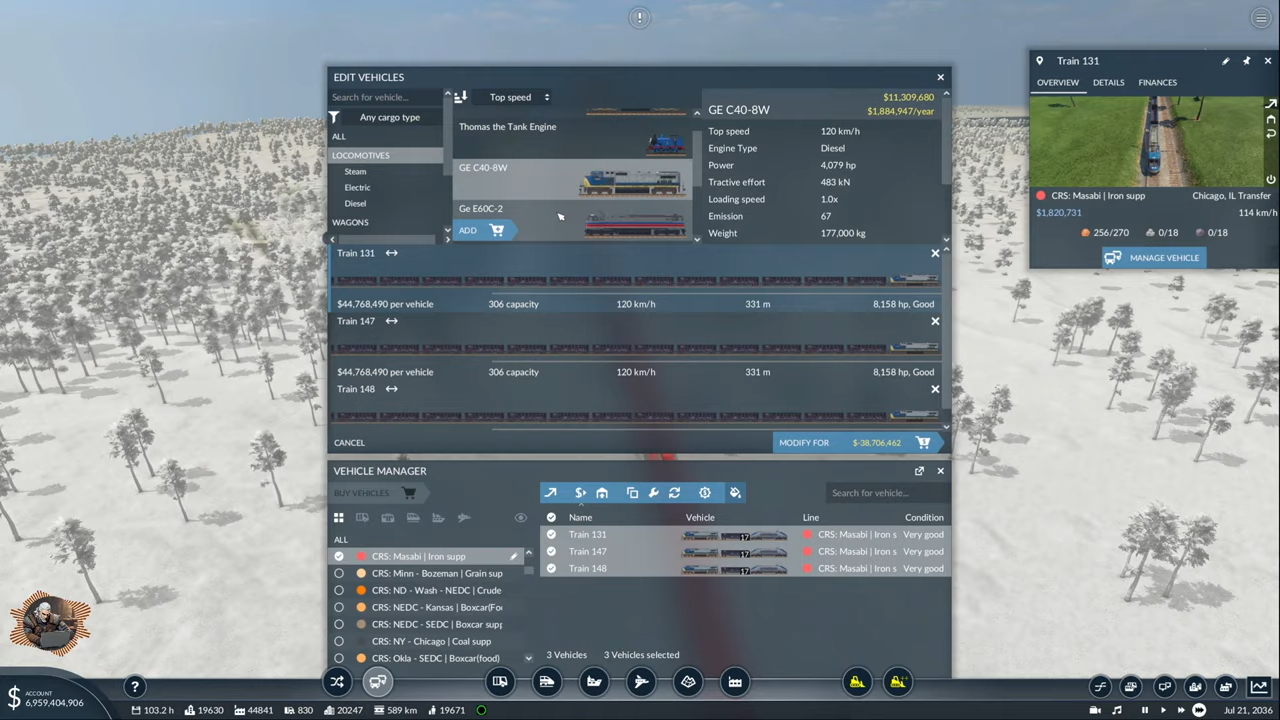 EDIT VEHICLES
Search for vehicle...
Any cargo type
ALL
LOCOMOTIVES
Steam
Electric
Diesel
WAGONS
Top speed
Thomas the Tank Engine
GE C40-8W
Ge E60C-2
ADD
$11,309,680
GE C40-8W
$1,884,947/year
Top speed 120 km/h
Engine Type Diesel
Power 4,079 hp
Tractive effort 483 kN
Loading speed 1.0x
Emission 67
Weight 177,000 kg
Train 131
$44,768,490 per vehicle 306 capacity 120 km/h 331 m 8,158 hp, Good
Train 147
$44,768,490 per vehicle 306 capacity 120 km/h 331 m 8,158 hp, Good
Train 148
CANCEL
MODIFY FOR $-38,706,462
Train 131
OVERVIEW DETAILS FINANCES
CRS: Masabi | Iron supp Chicago, IL Transfer
$1,820,731 114 km/h
256/270 0/18 0/18
MANAGE VEHICLE
VEHICLE MANAGER
BUY VEHICLES
Search for vehicle...
ALL
CRS: Masabi | Iron supp
CRS: Minn - Bozeman | Grain sup
CRS: ND - Wash - NEDC | Crude
CRS: NEDC - Kansas | Boxcar(Fo
CRS: NEDC - SEDC | Boxcar supp
CRS: NY - Chicago | Coal supp
CRS: Okla - SEDC | Boxcar(food)
Name Vehicle Line Condition
Train 131 17 CRS: Masabi | Iron s Very good
Train 147 17 CRS: Masabi | Iron s Very good
Train 148 17 CRS: Masabi | Iron s Very good
3 Vehicles 3 Vehicles selected
$ ACCOUNT
6,959,404,906
?
103.2 h 19630 44841 830 20247 589 km 19671
Jul 21, 2036